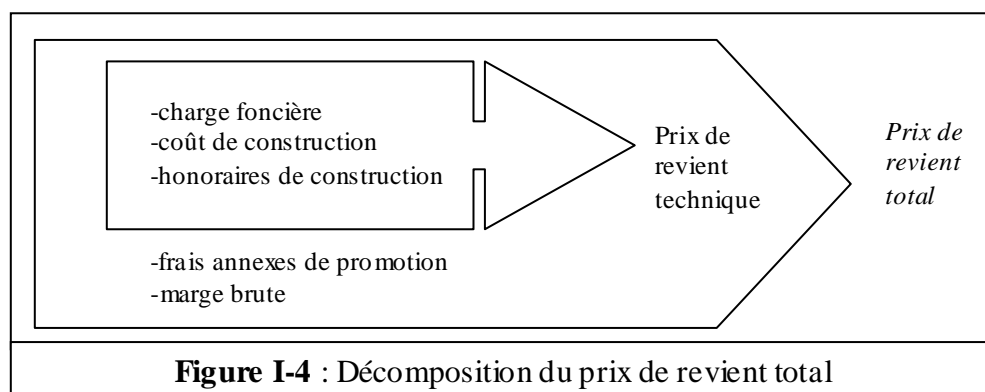 -charge foncière
-coût de construction
-honoraires de construction
Prix de
revient
technique
Prix de
revient
total
-frais annexes de promotion
-marge brute
Figure I-4 : Décomposition du prix de revient total